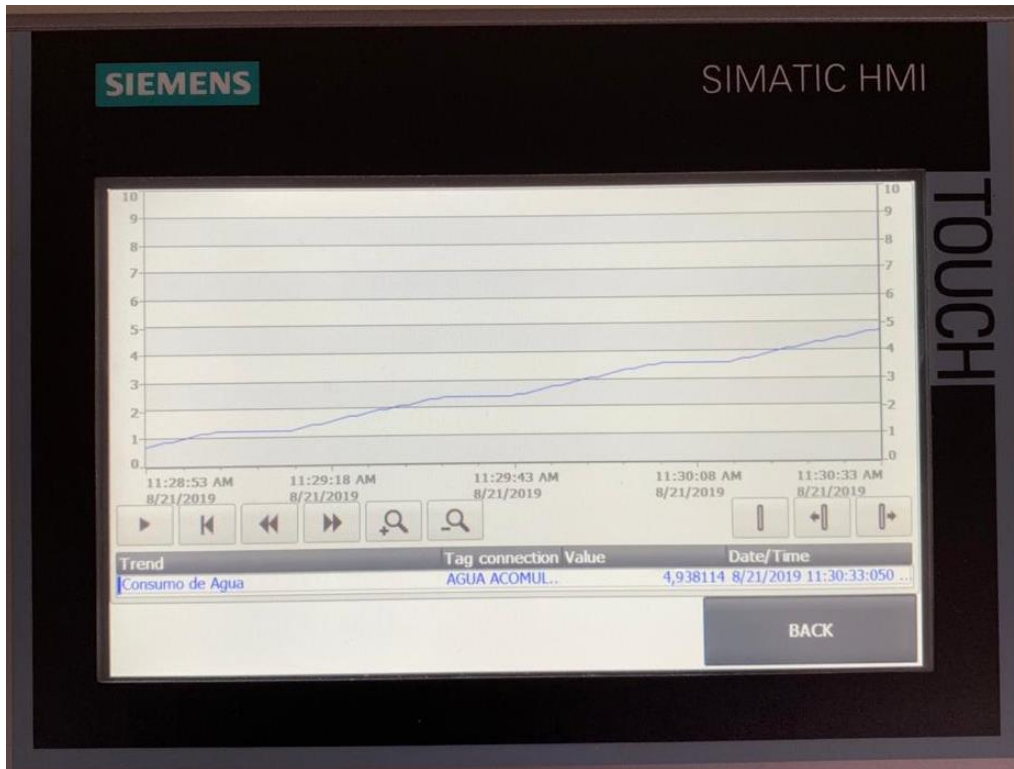 SIEMENS
SIMATIC HMI
TOUCH
10 10
9 9
8 8
7 7
6 6
5 5
4 4
3 3
2 2
1 1
0 0
11:28:53 AM 11:29:18 AM 11:29:43 AM 11:30:08 AM 11:30:33 AM
8/21/2019 8/21/2019 8/21/2019 8/21/2019 8/21/2019
Trend Tag connection Value Date/Time
Consumo de Agua AGUA ACOMUL.. 4,938114 8/21/2019 11:30:33:050 ...
BACK